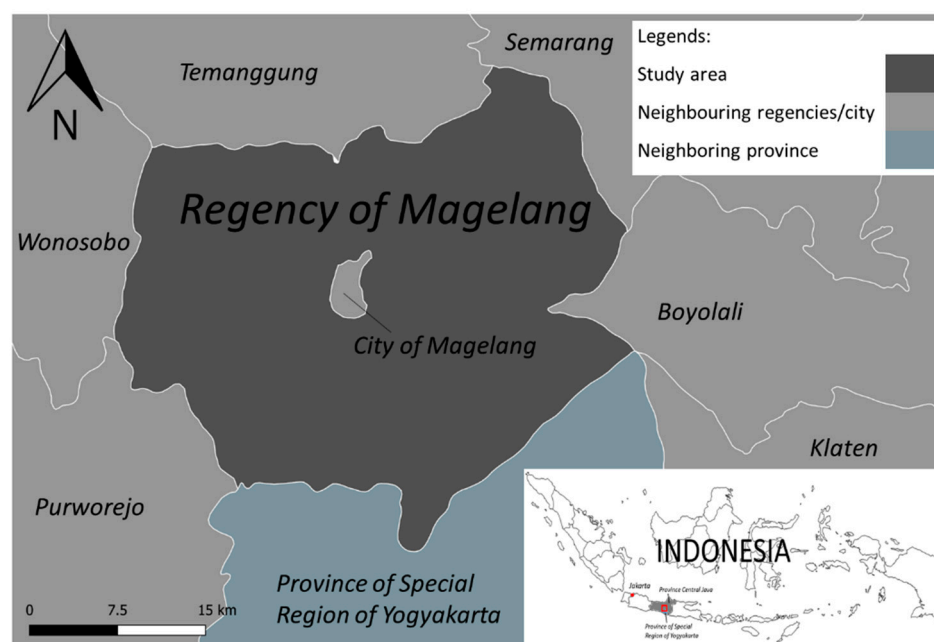 N
Temanggung
Semarang
Legends:
Study area
Neighbouring regencies/city
Neighboring province
Regency of Magelang
Wonosobo
City of Magelang
Boyolali
Klaten
Purworejo
Province of Special
Region of Yogyakarta
0 7.5 15 km
INDONESIA
Jakarta
Province Central Java
Province of Special
Region of Yogyakarta